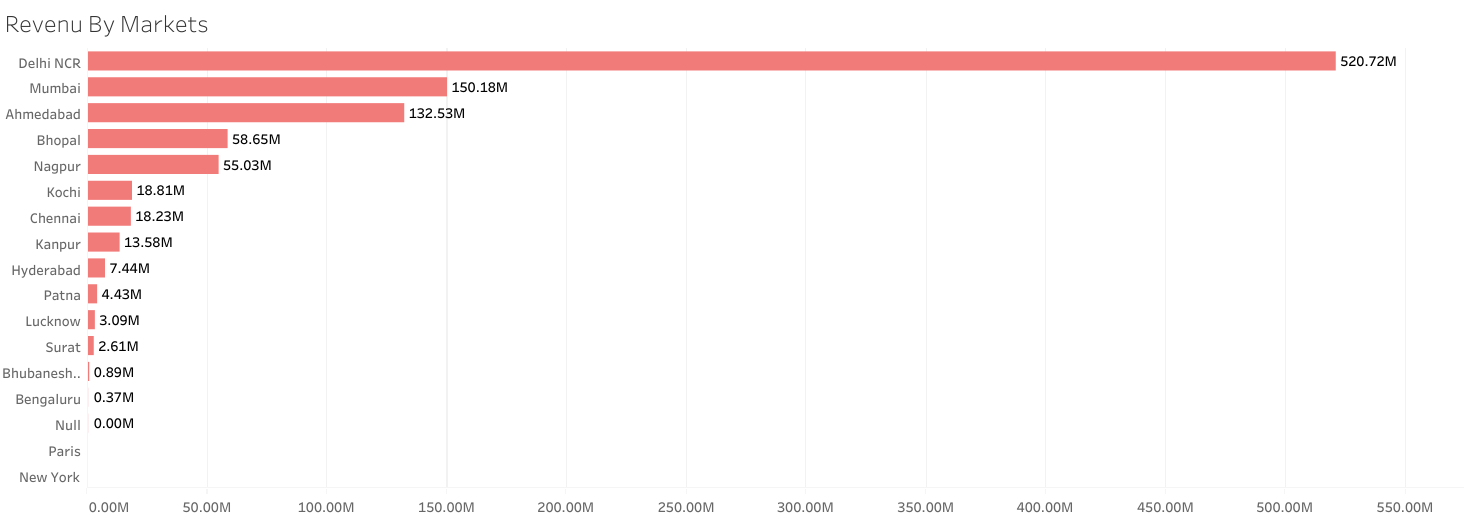 Revenu By Markets
Delhi NCR 520.72M
Mumbai 150.18M
Ahmedabad 132.53M
Bhopal 58.65M
Nagpur 55.03M
Kochi 18.81M
Chennai 18.23M
Kanpur 13.58M
Hyderabad 7.44M
Patna 4.43M
Lucknow 3.09M
Surat 2.61M
Bhubanesh.. 0.89M
Bengaluru 0.37M
Null 0.00M
Paris
New York
0.00M 50.00M 100.00M 150.00M 200.00M 250.00M 300.00M 350.00M 400.00M 450.00M 500.00M 550.00M